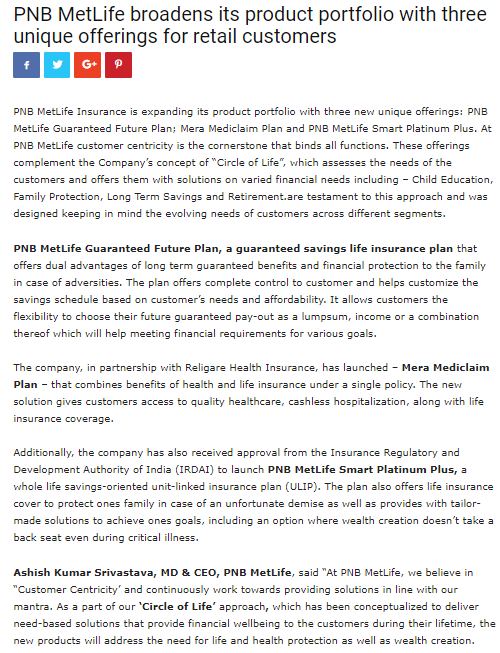 PNB MetLife broadens its product portfolio with three
unique offerings for retail customers
f G+
PNB MetLife Insurance is expanding its product portfolio with three new unique offerings: PNB
MetLife Guaranteed Future Plan; Mera Mediclaim Plan and PNB MetLife Smart Platinum Plus. At
PNB MetLife customer centricity is the cornerstone that binds all functions. These offerings
complement the Company's concept of "Circle of Life", which assesses the needs of the
customers and offers them with solutions on varied financial needs including – Child Education,
Family Protection, Long Term Savings and Retirement.are testament to this approach and was
designed keeping in mind the evolving needs of customers across different segments.
PNB MetLife Guaranteed Future Plan, a guaranteed savings life insurance plan that
offers dual advantages of long term guaranteed benefits and financial protection to the family
in case of adversities. The plan offers complete control to customer and helps customize the
savings schedule based on customer's needs and affordability. It allows customers the
flexibility to choose their future guaranteed pay-out as a lumpsum, income or a combination
thereof which will help meeting financial requirements for various goals.
The company, in partnership with Religare Health Insurance, has launched – Mera Mediclaim
Plan – that combines benefits of health and life insurance under a single policy. The new
solution gives customers access to quality healthcare, cashless hospitalization, along with life
insurance coverage.
Additionally, the company has also received approval from the Insurance Regulatory and
Development Authority of India (IRDAI) to launch PNB MetLife Smart Platinum Plus, a
whole life savings-oriented unit-linked insurance plan (ULIP). The plan also offers life insurance
cover to protect ones family in case of an unfortunate demise as well as provides with tailor-
made solutions to achieve ones goals, including an option where wealth creation doesn't take a
back seat even during critical illness.
Ashish Kumar Srivastava, MD & CEO, PNB MetLife, said "At PNB MetLife, we believe in
"Customer Centricity' and continuously work towards providing solutions in line with our
mantra. As a part of our 'Circle of Life' approach, which has been conceptualized to deliver
need-based solutions that provide financial wellbeing to the customers during their lifetime, the
new products will address the need for life and health protection as well as wealth creation.